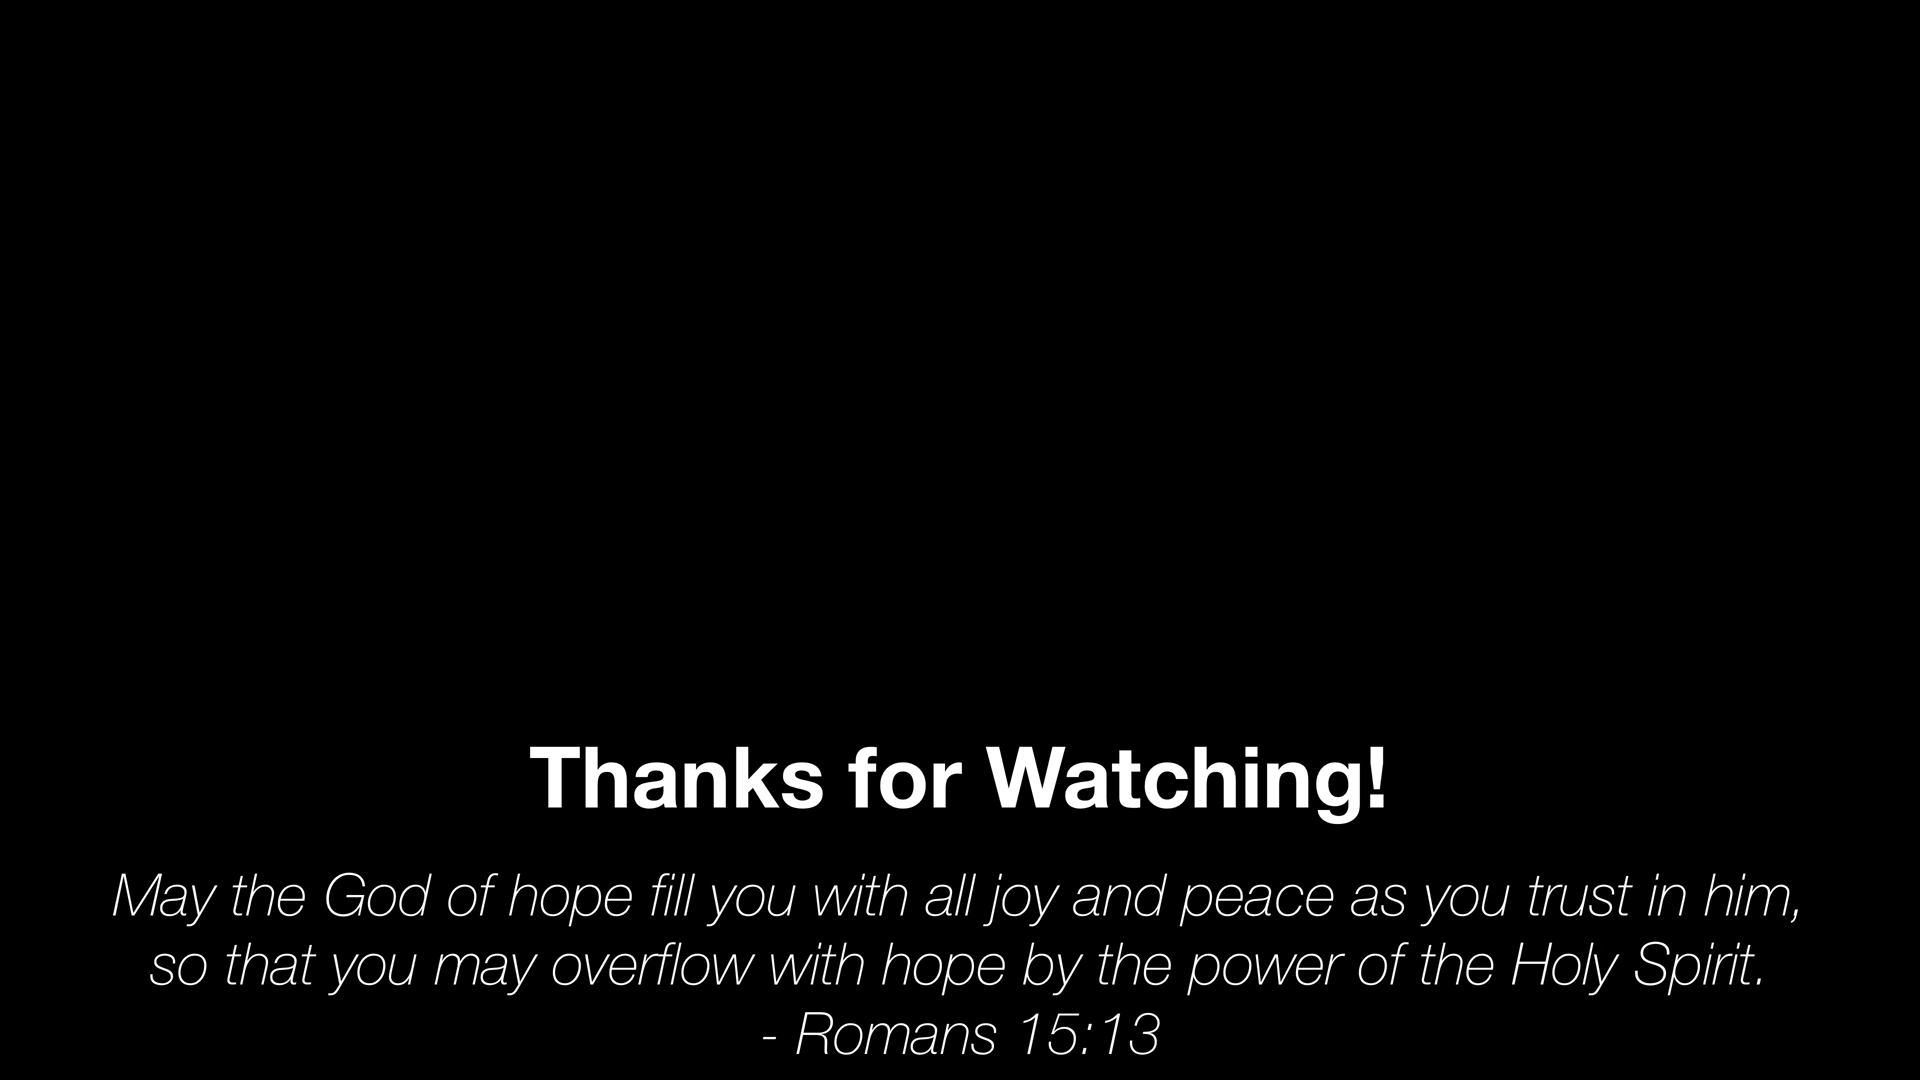 Thanks for Watching!
May the God of hope fill you with all joy and peace as you trust in him,
so that you may overflow with hope by the power of the Holy Spirit.
- Romans 15:13